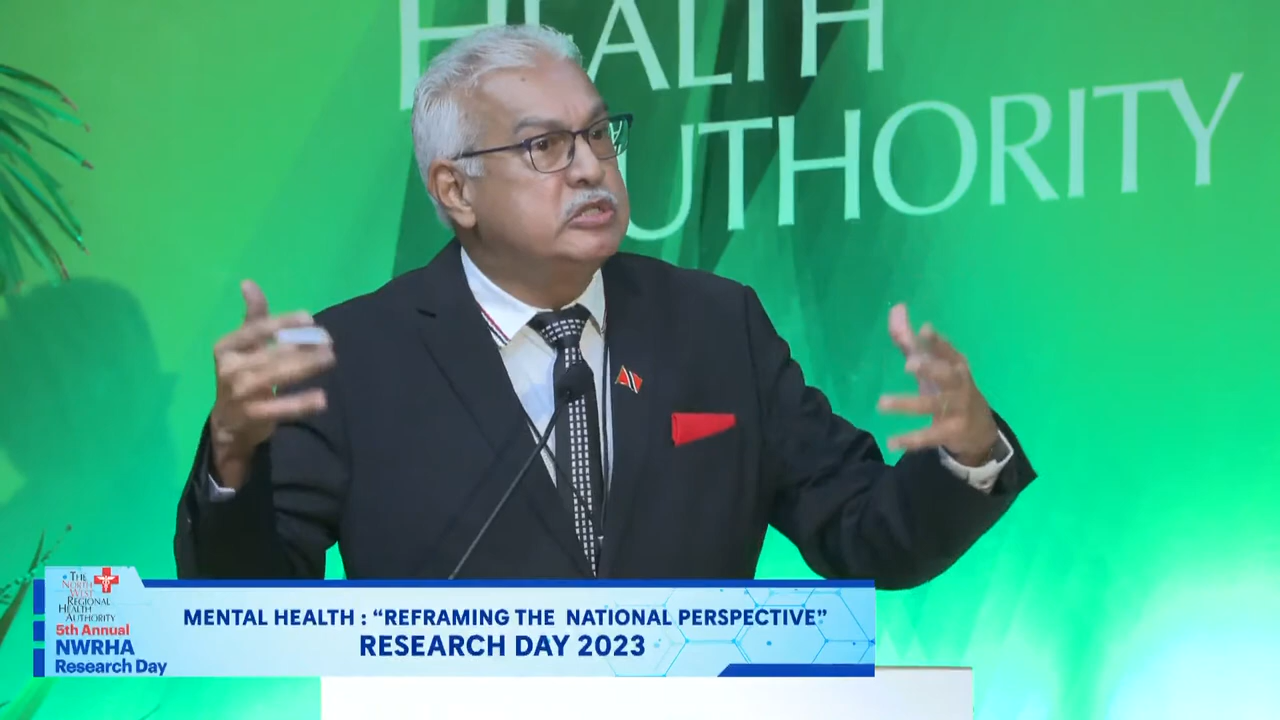 HEALTH
AUTHORITY
THE
NORTH
WEST
REGIONAL
HEALTH
AUTHORITY
5th Annual
NWRHA
Research Day
MENTAL HEALTH : “REFRAMING THE NATIONAL PERSPECTIVE”
RESEARCH DAY 2023